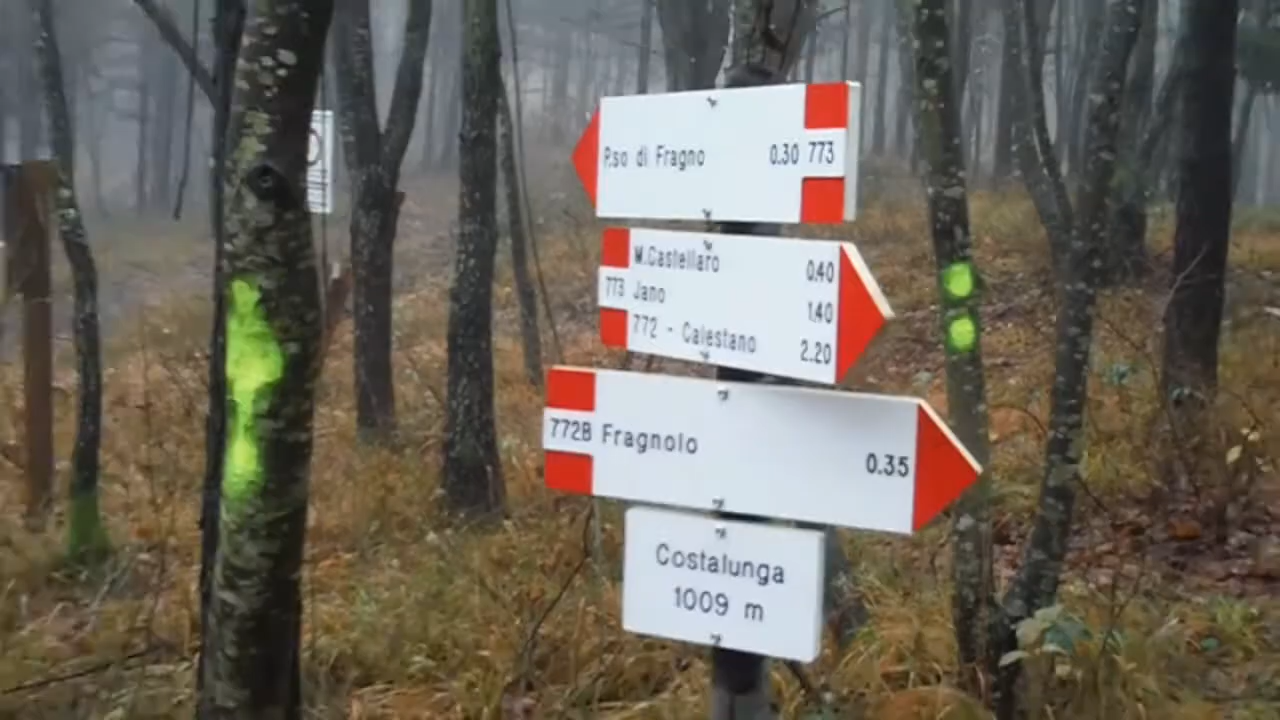 P.so di Fragno 0.30 773
M.Castellaro 0.40
773 Jano 1.40
772 - Calestano 2.20
772B Fragnolo 0.35
Costalunga
1009 m